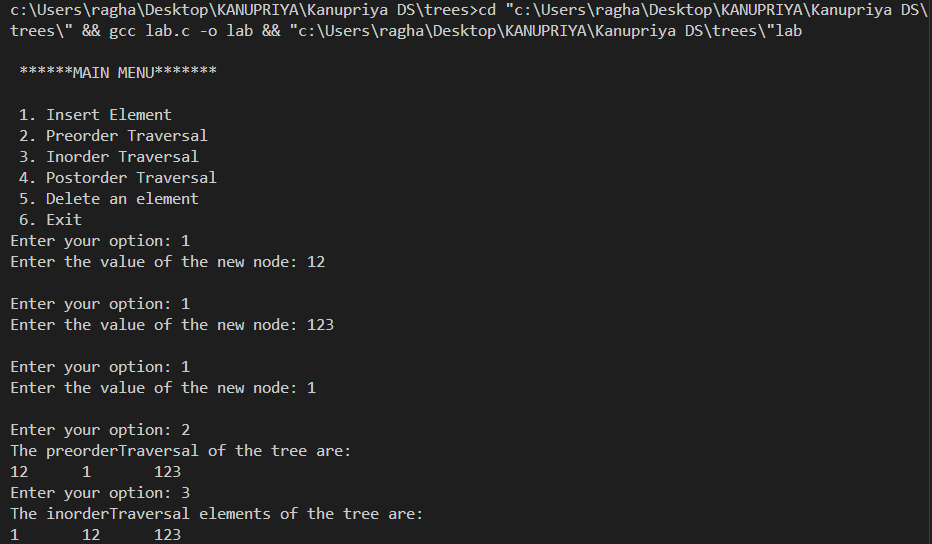 c:\Users\ragha\Desktop\KANUPRIYA\Kanupriya DS\trees>cd "c:\Users\ragha\Desktop\KANUPRIYA\Kanupriya DS\
trees\" && gcc lab.c -o lab && "c:\Users\ragha\Desktop\KANUPRIYA\Kanupriya DS\trees\"lab
******MAIN MENU*******
1. Insert Element
2. Preorder Traversal
3. Inorder Traversal
4. Postorder Traversal
5. Delete an element
6. Exit
Enter your option: 1
Enter the value of the new node: 12
Enter your option: 1
Enter the value of the new node: 123
Enter your option: 1
Enter the value of the new node: 1
Enter your option: 2
The preorderTraversal of the tree are:
12 1 123
Enter your option: 3
The inorderTraversal elements of the tree are:
1 12 123